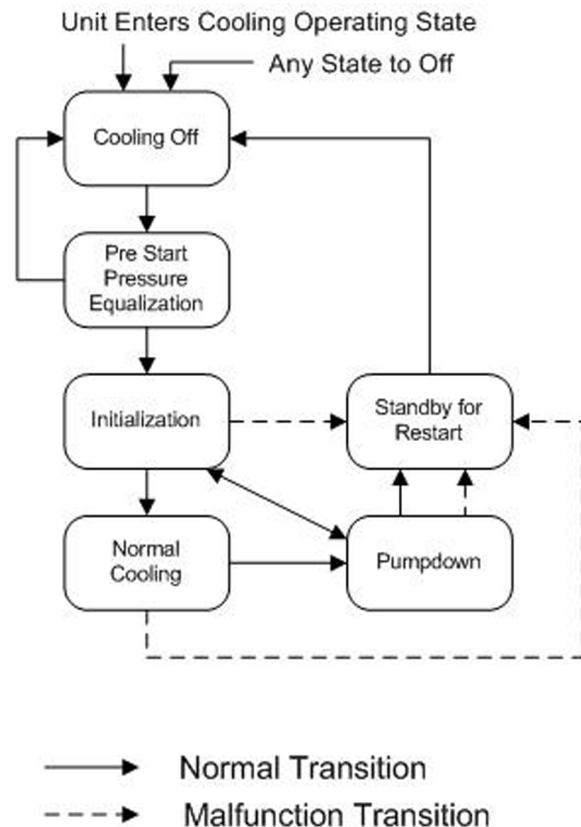 Unit Enters Cooling Operating State
Any State to Off
Cooling Off
Pre Start
Pressure
Equalization
Initialization
Standby for
Restart
Normal
Cooling
Pumpdown
Normal Transition
Malfunction Transition